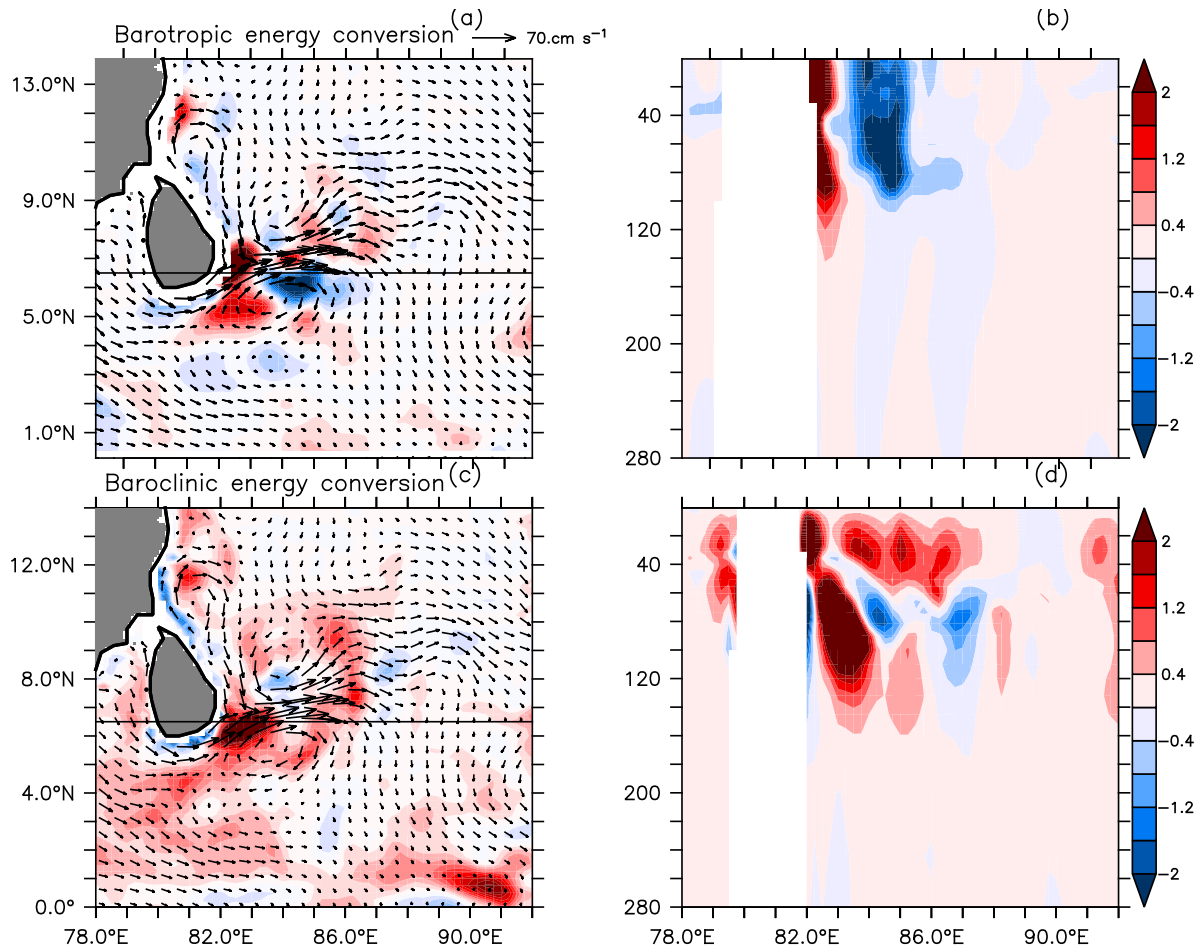 (a)
Barotropic energy conversion
70.cm s⁻¹
13.0°N
9.0°N
5.0°N
1.0°N
(b)
40
120
200
280
2
1.2
0.4
−0.4
−1.2
−2
Baroclinic energy conversion
(c)
12.0°N
8.0°N
4.0°N
0.0°
78.0°E 82.0°E 86.0°E 90.0°E
(d)
40
120
200
280
78.0°E 82.0°E 86.0°E 90.0°E
2
1.2
0.4
−0.4
−1.2
−2